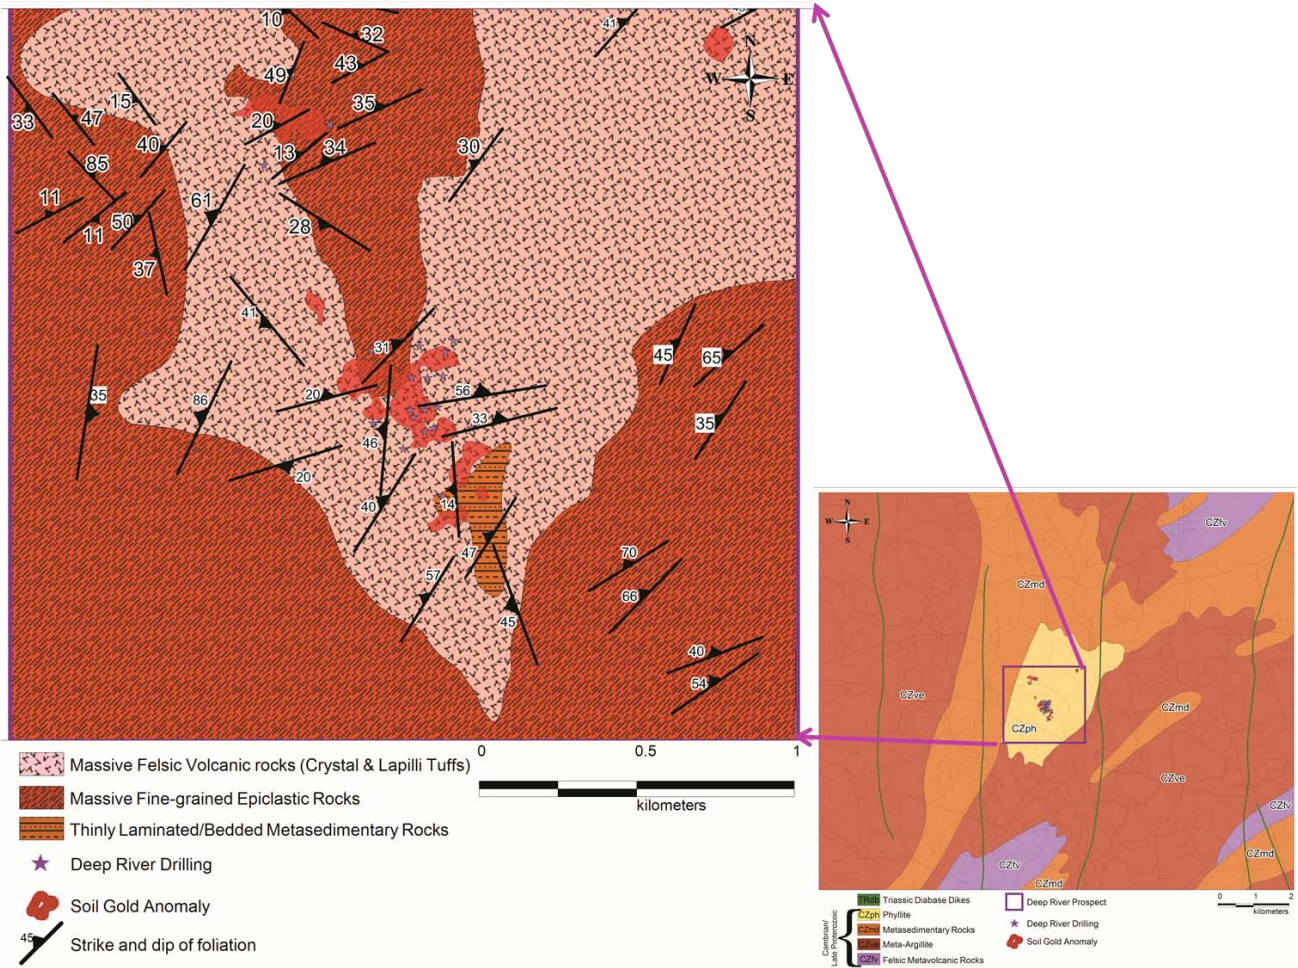 10
32
41
N
W E
S
49
43
35
33
15
47
40
20
13
34
30
85
11
61
50
11
28
37
41
31
45
65
35
86
20
56
33
35
46
20
40
14
47
70
57
66
45
40
54
Massive Felsic Volcanic rocks (Crystal & Lapilli Tuffs)
Massive Fine-grained Epiclastic Rocks
Thinly Laminated/Bedded Metasedimentary Rocks
Deep River Drilling
Soil Gold Anomaly
45 Strike and dip of foliation
0 0.5 1
kilometers
N
W E
S
CZfv
CZmd
CZve
CZmd
CZph
CZve
CZfv
CZfv
CZmd
CZmd
Cambrian/
Late Proterozoic
TRdb Triassic Diabase Dikes
CZph Phyllite
CZmd Metasedimentary Rocks
CZve Meta-Argillite
CZfv Felsic Metavolcanic Rocks
Deep River Prospect
Deep River Drilling
Soil Gold Anomaly
0 1 2
kilometers